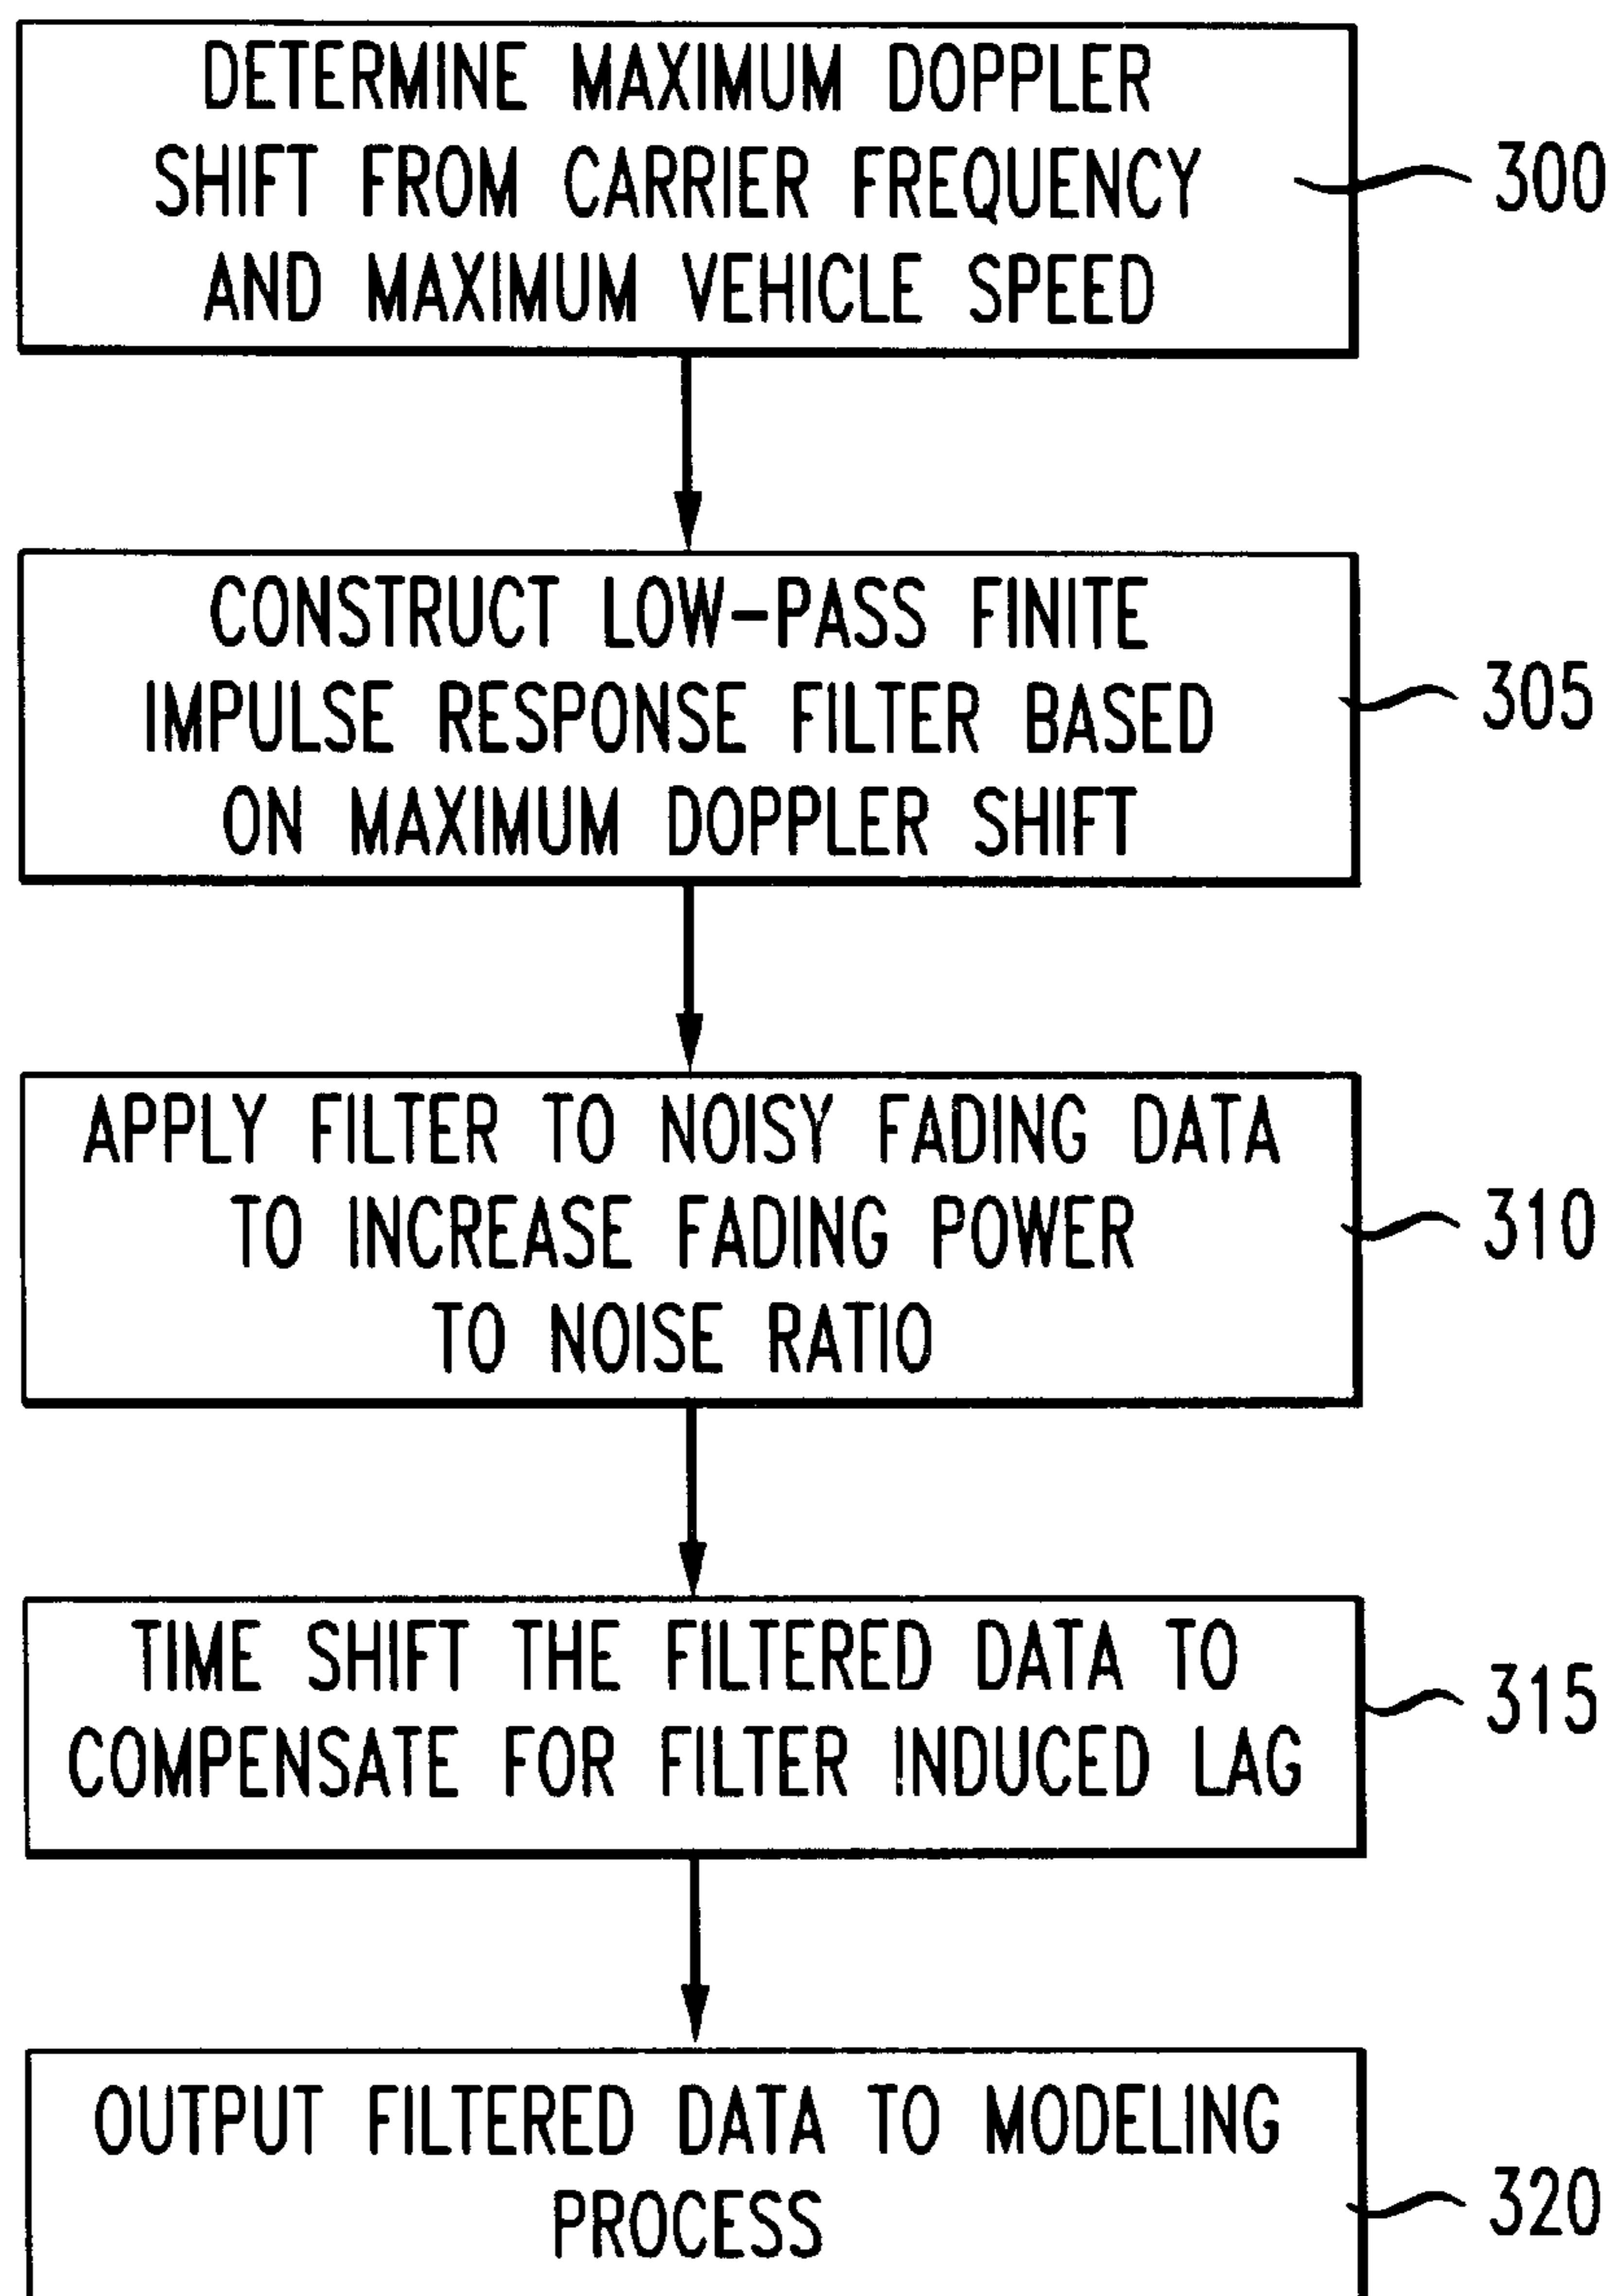 DETERMINE MAXIMUM DOPPLER
SHIFT FROM CARRIER FREQUENCY
AND MAXIMUM VEHICLE SPEED
300
CONSTRUCT LOW-PASS FINITE
IMPULSE RESPONSE FILTER BASED
ON MAXIMUM DOPPLER SHIFT
305
APPLY FILTER TO NOISY FADING DATA
TO INCREASE FADING POWER
TO NOISE RATIO
310
TIME SHIFT THE FILTERED DATA TO
COMPENSATE FOR FILTER INDUCED LAG
315
OUTPUT FILTERED DATA TO MODELING
PROCESS
320